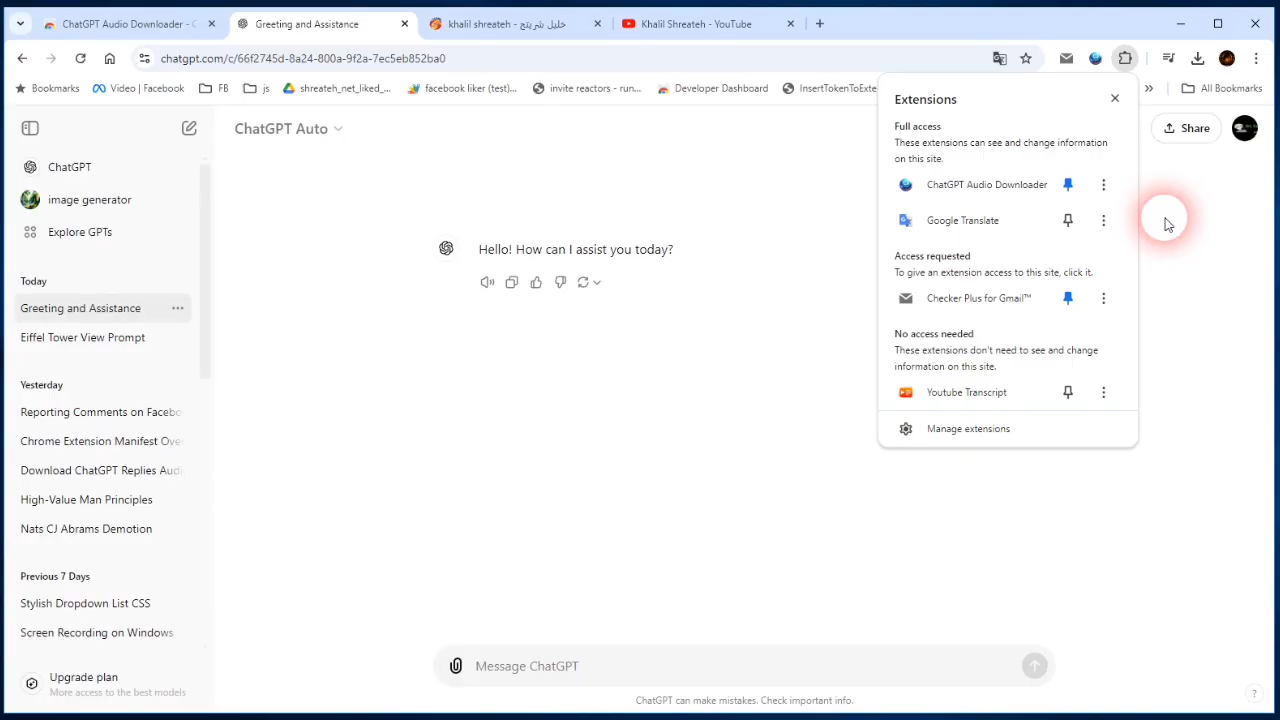 ChatGPT Audio Downloader - C
Greeting and Assistance
khalil shreateh - خليل شريتح
Khalil Shreateh - YouTube
chatgpt.com/c/66f2745d-8a24-800a-9f2a-7ec5eb852ba0
Bookmarks
Video | Facebook
FB
js
shreateh_net_liked_...
facebook liker (test)...
invite reactors - run...
Developer Dashboard
InsertTokenToExte
All Bookmarks
ChatGPT
image generator
Explore GPTs
Today
Greeting and Assistance
Eiffel Tower View Prompt
Yesterday
Reporting Comments on Facebo
Chrome Extension Manifest Ove
Download ChatGPT Replies Audi
High-Value Man Principles
Nats CJ Abrams Demotion
Previous 7 Days
Stylish Dropdown List CSS
Screen Recording on Windows
Upgrade plan
More access to the best models
ChatGPT Auto
Share
Hello! How can I assist you today?
Extensions
Full access
These extensions can see and change information
on this site.
ChatGPT Audio Downloader
Google Translate
Access requested
To give an extension access to this site, click it.
Checker Plus for Gmail™
No access needed
These extensions don't need to see and change
information on this site.
Youtube Transcript
Manage extensions
Message ChatGPT
ChatGPT can make mistakes. Check important info.
?